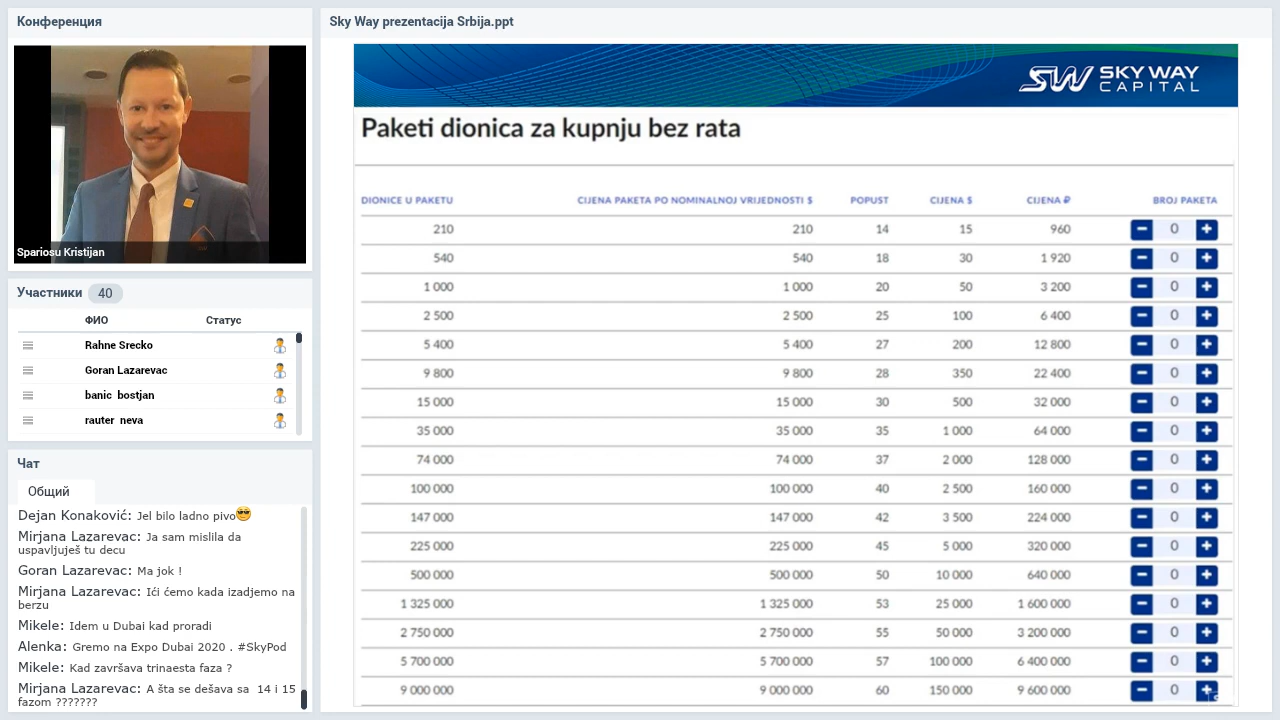 Конференция
Spariosu Kristijan
Участники 40
ФИО Статус
Rahne Srecko
Goran Lazarevac
banic bostjan
rauter neva
Чат
Общий
Dejan Konaković: Jel bilo ladno pivo😎
Mirjana Lazarevac: Ja sam mislila da
uspavljuješ tu decu
Goran Lazarevac: Ma jok !
Mirjana Lazarevac: Ići ćemo kada izadjemo na
berzu
Mikele: Idem u Dubai kad proradi
Alenka: Gremo na Expo Dubai 2020 . #SkyPod
Mikele: Kad završava trinaesta faza ?
Mirjana Lazarevac: A šta se dešava sa 14 i 15
fazom ???????
Sky Way prezentacija Srbija.ppt
SW SKY WAY
CAPITAL
Paketi dionica za kupnju bez rata
DIONICE U PAKETU CIJENA PAKETA PO NOMINALNOJ VRIJEDNOSTI $ POPUST CIJENA $ CIJENA ₽ BROJ PAKETA
210 210 14 15 960 − 0 +
540 540 18 30 1 920 − 0 +
1 000 1 000 20 50 3 200 − 0 +
2 500 2 500 25 100 6 400 − 0 +
5 400 5 400 27 200 12 800 − 0 +
9 800 9 800 28 350 22 400 − 0 +
15 000 15 000 30 500 32 000 − 0 +
35 000 35 000 35 1 000 64 000 − 0 +
74 000 74 000 37 2 000 128 000 − 0 +
100 000 100 000 40 2 500 160 000 − 0 +
147 000 147 000 42 3 500 224 000 − 0 +
225 000 225 000 45 5 000 320 000 − 0 +
500 000 500 000 50 10 000 640 000 − 0 +
1 325 000 1 325 000 53 25 000 1 600 000 − 0 +
2 750 000 2 750 000 55 50 000 3 200 000 − 0 +
5 700 000 5 700 000 57 100 000 6 400 000 − 0 +
9 000 000 9 000 000 60 150 000 9 600 000 − 0 +